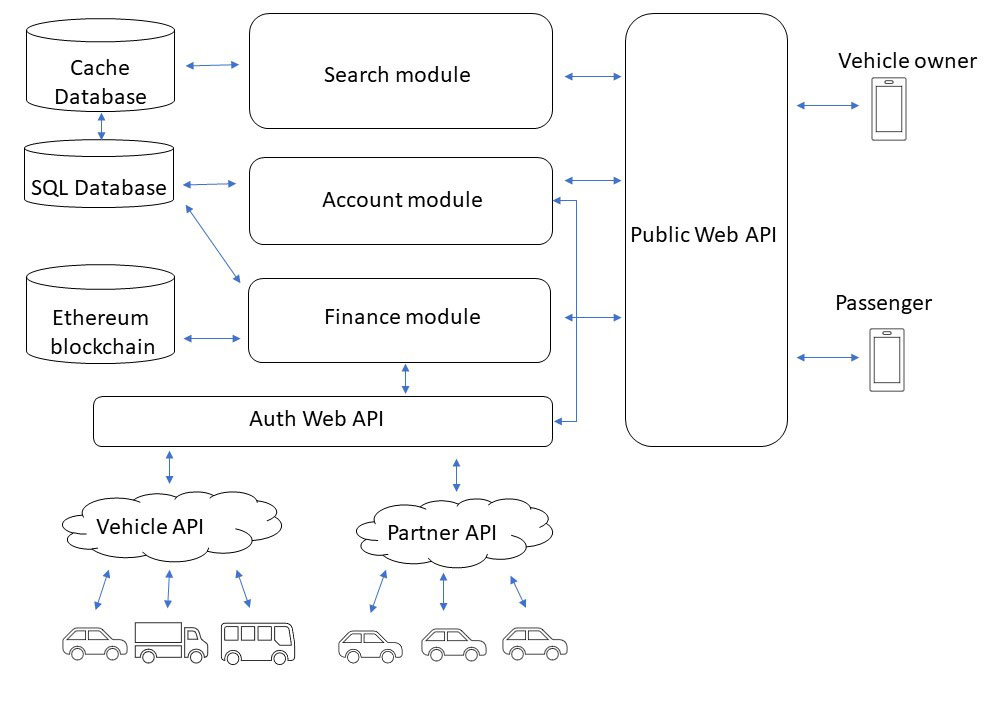 Cache
Database
Search module
Vehicle owner
SQL Database
Account module
Public Web API
Ethereum
blockchain
Finance module
Passenger
Auth Web API
Vehicle API
Partner API